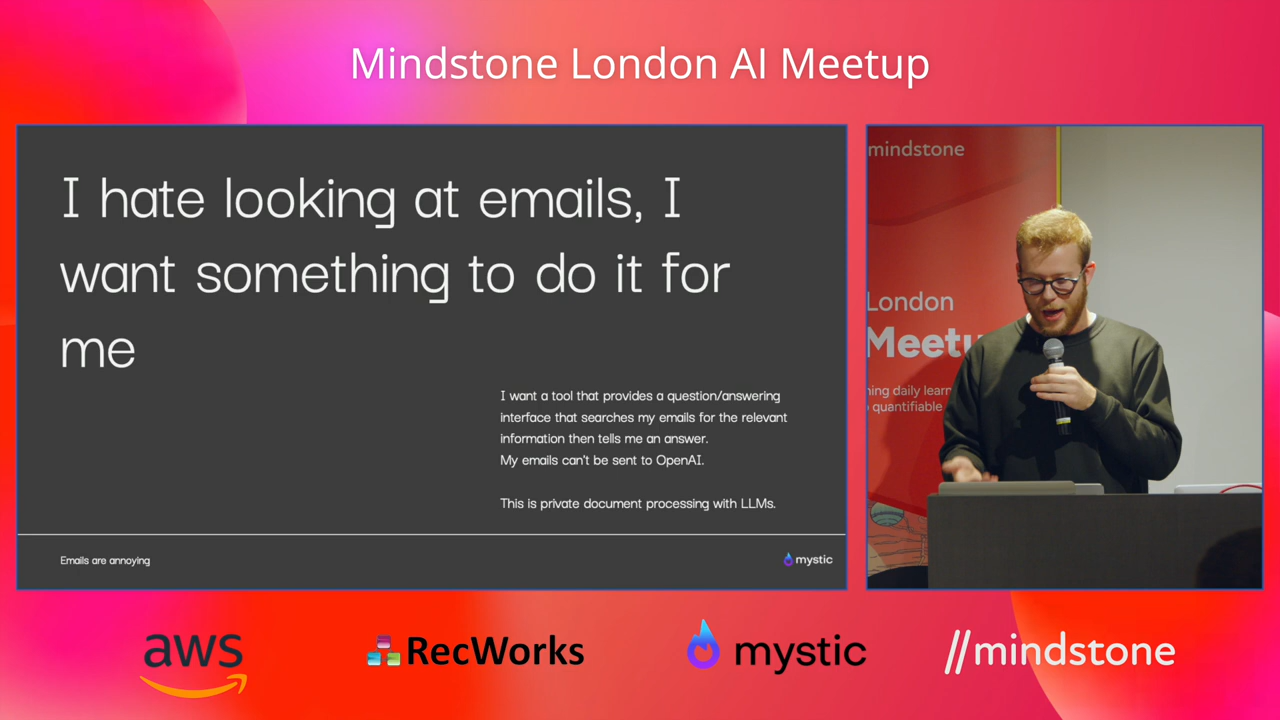 Mindstone London AI Meetup
I hate looking at emails, I
want something to do it for
me
I want a tool that provides a question/answering
interface that searches my emails for the relevant
information then tells me an answer.
My emails can't be sent to OpenAI.
This is private document processing with LLMs.
Emails are annoying
mystic
mindstone
London
Meetu
ning daily learn
quantifiable
aws
RecWorks
mystic
//mindstone